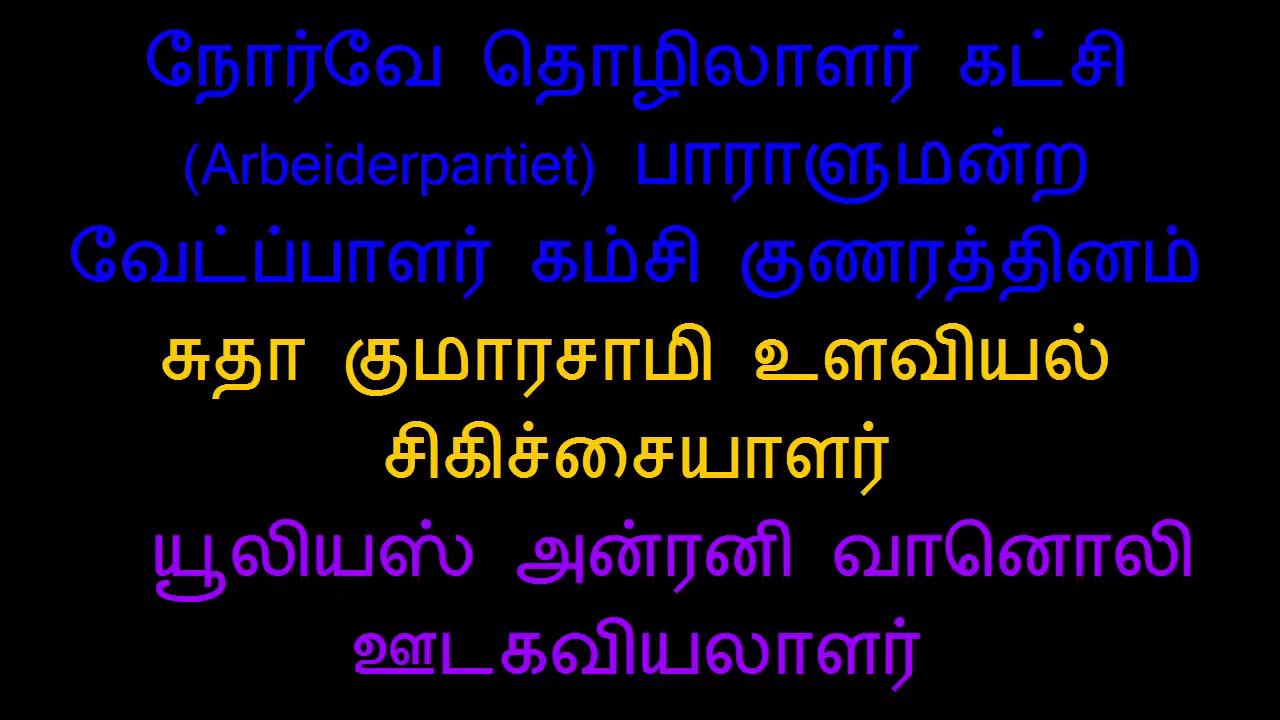 நோர்வே தொழிலாளர் கட்சி
(Arbeiderpartiet) பாராளுமன்ற
வேட்ப்பாளர் கம்சி குணரத்தினம்
சுதா குமாரசாமி உளவியல்
சிகிச்சையாளர்
யூலியஸ் அன்ரனி வானொலி
ஊடகவியலாளர்